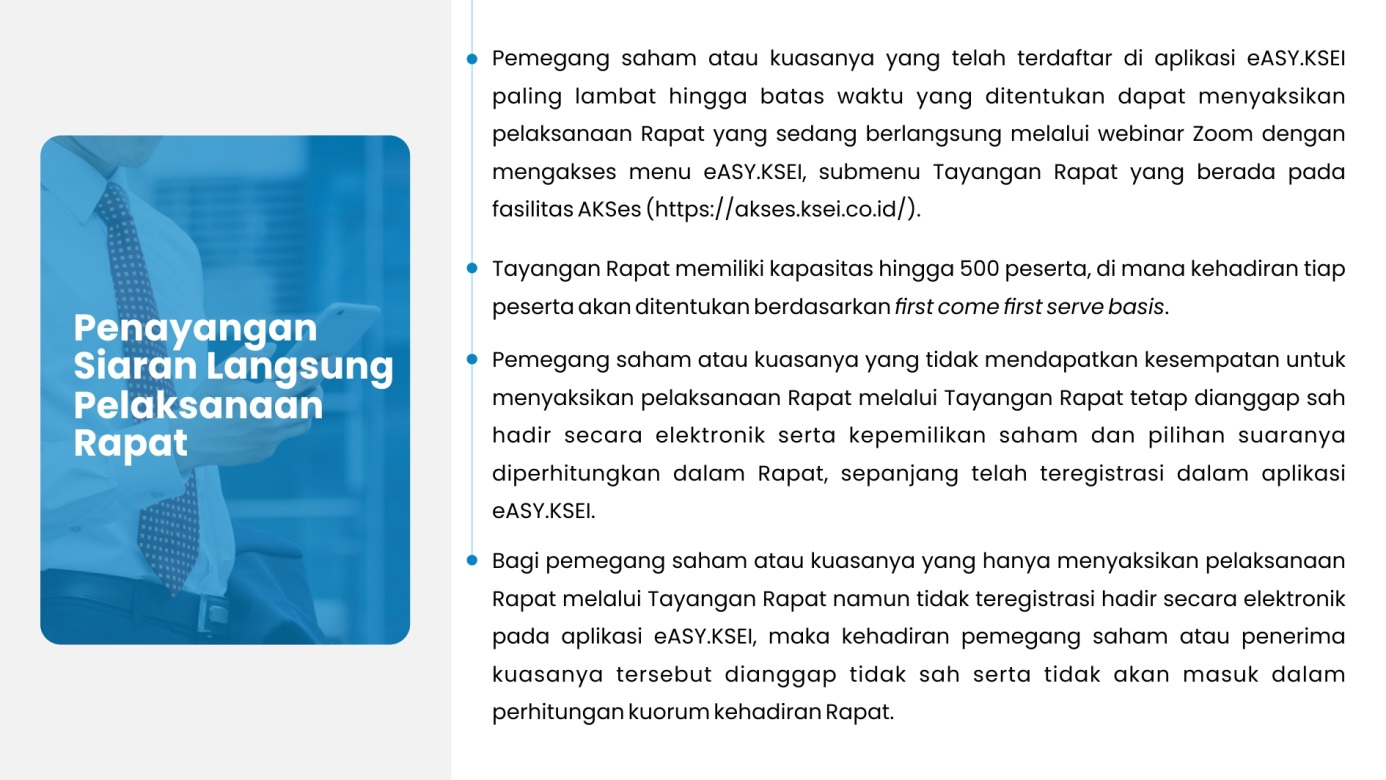 Penayangan
Siaran Langsung
Pelaksanaan
Rapat
Pemegang saham atau kuasanya yang telah terdaftar di aplikasi eASY.KSEI
paling lambat hingga batas waktu yang ditentukan dapat menyaksikan
pelaksanaan Rapat yang sedang berlangsung melalui webinar Zoom dengan
mengakses menu eASY.KSEI, submenu Tayangan Rapat yang berada pada
fasilitas AKSes (https://akses.ksei.co.id/).
Tayangan Rapat memiliki kapasitas hingga 500 peserta, di mana kehadiran tiap
peserta akan ditentukan berdasarkan first come first serve basis.
Pemegang saham atau kuasanya yang tidak mendapatkan kesempatan untuk
menyaksikan pelaksanaan Rapat melalui Tayangan Rapat tetap dianggap sah
hadir secara elektronik serta kepemilikan saham dan pilihan suaranya
diperhitungkan dalam Rapat, sepanjang telah teregistrasi dalam aplikasi
eASY.KSEI.
Bagi pemegang saham atau kuasanya yang hanya menyaksikan pelaksanaan
Rapat melalui Tayangan Rapat namun tidak teregistrasi hadir secara elektronik
pada aplikasi eASY.KSEI, maka kehadiran pemegang saham atau penerima
kuasanya tersebut dianggap tidak sah serta tidak akan masuk dalam
perhitungan kuorum kehadiran Rapat.